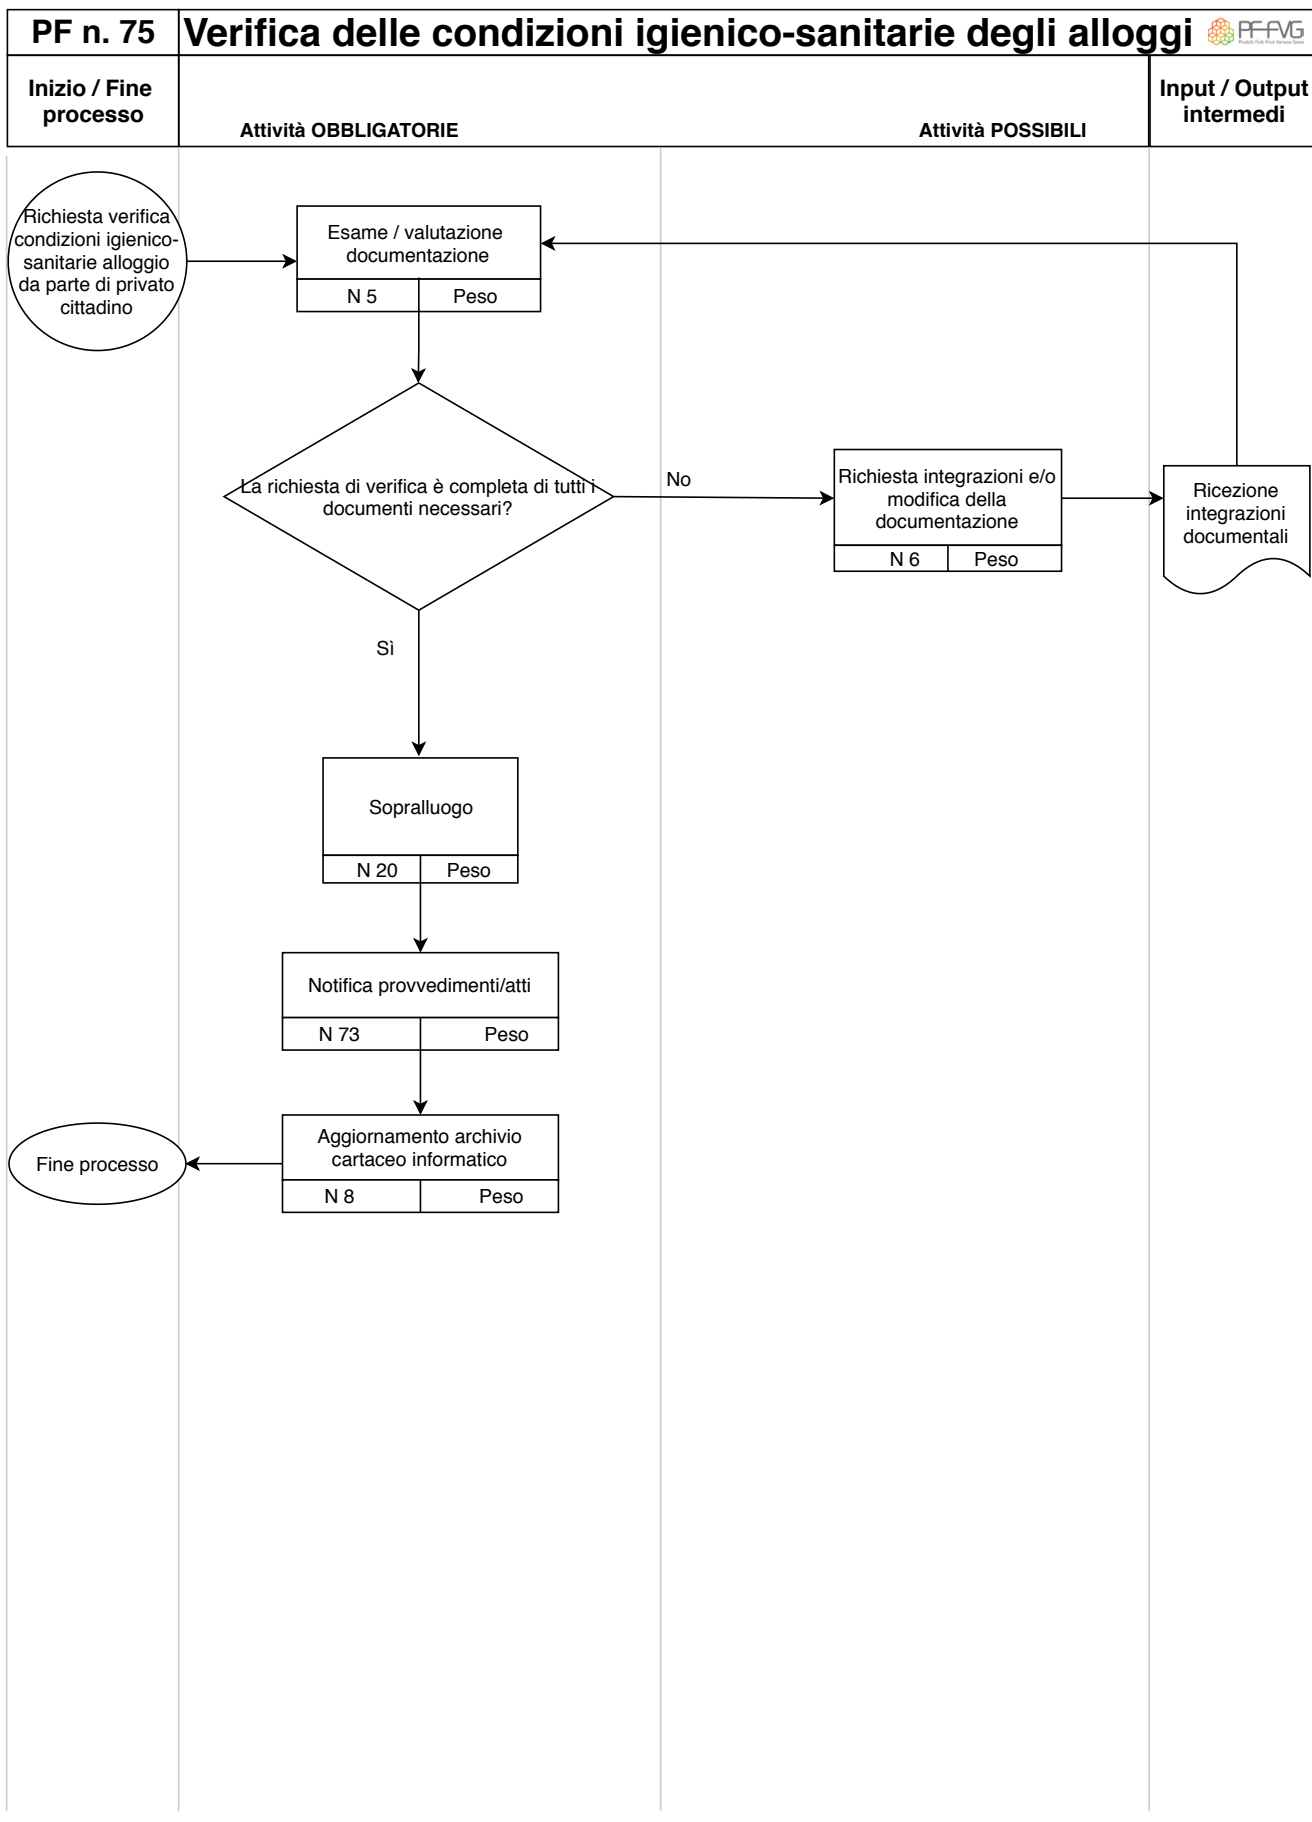 PF n. 75
Verifica delle condizioni igienico-sanitarie degli alloggi
PF-FVG
Inizio / Fine
processo
Attività OBBLIGATORIE
Attività POSSIBILI
Input / Output
intermedi
Richiesta verifica
condizioni igienico-
sanitarie alloggio
da parte di privato
cittadino
Esame / valutazione
documentazione
N 5
Peso
La richiesta di verifica è completa di tutti i
documenti necessari?
No
Richiesta integrazioni e/o
modifica della
documentazione
N 6
Peso
Ricezione
integrazioni
documentali
Sì
Sopralluogo
N 20
Peso
Notifica provvedimenti/atti
N 73
Peso
Aggiornamento archivio
cartaceo informatico
N 8
Peso
Fine processo